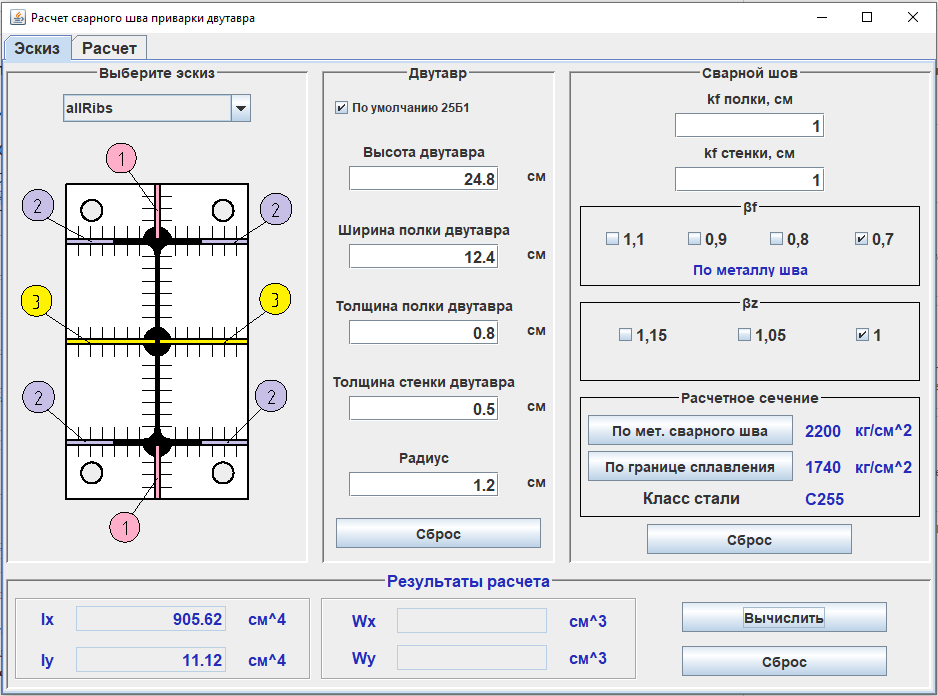 Расчет сварного шва приварки двутавра
Эскиз
Расчет
Выберите эскиз
allRibs
1
2
2
3
3
2
2
1
Двутавр
По умолчанию 25Б1
Высота двутавра
24.8 см
Ширина полки двутавра
12.4 см
Толщина полки двутавра
0.8 см
Толщина стенки двутавра
0.5 см
Радиус
1.2 см
Сброс
Сварной шов
kf полки, см
1
kf стенки, см
1
βf
1,1 0,9 0,8 0,7
По металлу шва
βz
1,15 1,05 1
Расчетное сечение
По мет. сварного шва 2200 кг/см^2
По границе сплавления 1740 кг/см^2
Класс стали С255
Сброс
Результаты расчета
Ix 905.62 см^4
Iy 11.12 см^4
Wx см^3
Wy см^3
Вычислить
Сброс